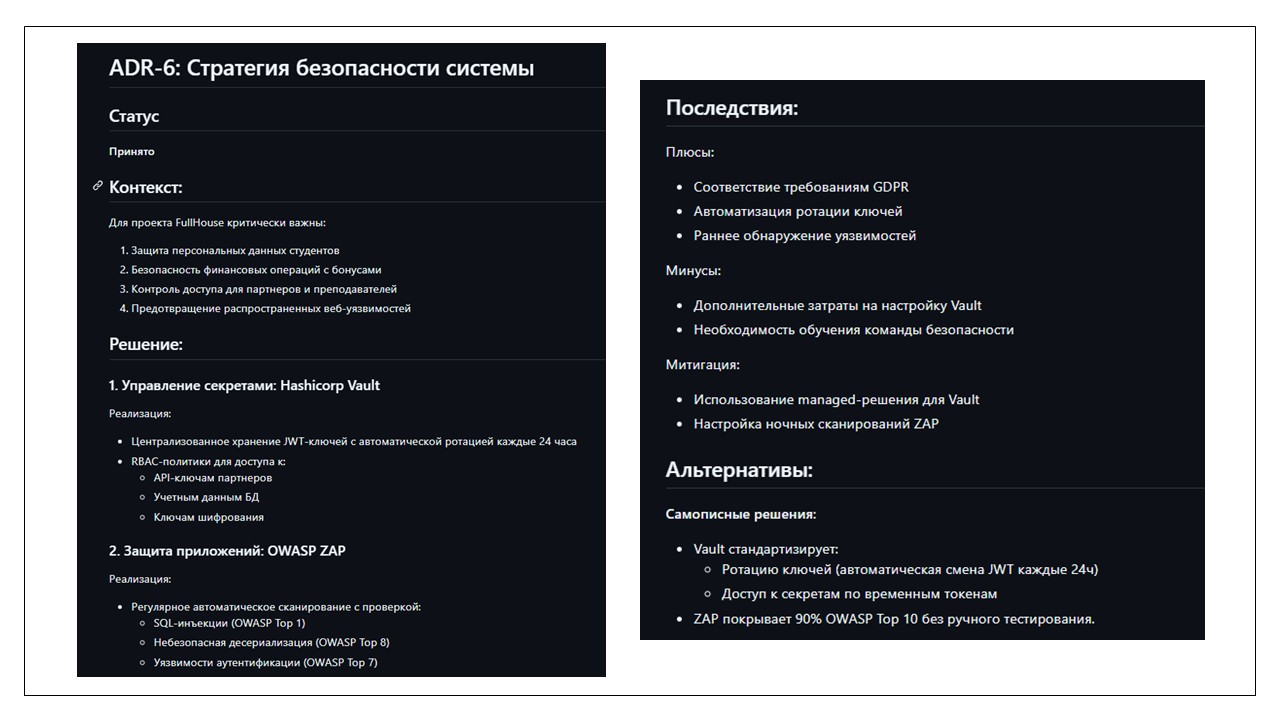 ADR-6: Стратегия безопасности системы
Статус
Принято
Контекст:
Для проекта FullHouse критически важны:
1. Защита персональных данных студентов
2. Безопасность финансовых операций с бонусами
3. Контроль доступа для партнеров и преподавателей
4. Предотвращение распространенных веб-уязвимостей
Решение:
1. Управление секретами: Hashicorp Vault
Реализация:
• Централизованное хранение JWT-ключей с автоматической ротацией каждые 24 часа
• RBAC-политики для доступа к:
◦ API-ключам партнеров
◦ Учетным данным БД
◦ Ключам шифрования
2. Защита приложений: OWASP ZAP
Реализация:
• Регулярное автоматическое сканирование с проверкой:
◦ SQL-инъекции (OWASP Top 1)
◦ Небезопасная десериализация (OWASP Top 8)
◦ Уязвимости аутентификации (OWASP Top 7)
Последствия:
Плюсы:
• Соответствие требованиям GDPR
• Автоматизация ротации ключей
• Раннее обнаружение уязвимостей
Минусы:
• Дополнительные затраты на настройку Vault
• Необходимость обучения команды безопасности
Митигация:
• Использование managed-решения для Vault
• Настройка ночных сканирований ZAP
Альтернативы:
Самописные решения:
• Vault стандартизирует:
◦ Ротацию ключей (автоматическая смена JWT каждые 24ч)
◦ Доступ к секретам по временным токенам
• ZAP покрывает 90% OWASP Top 10 без ручного тестирования.